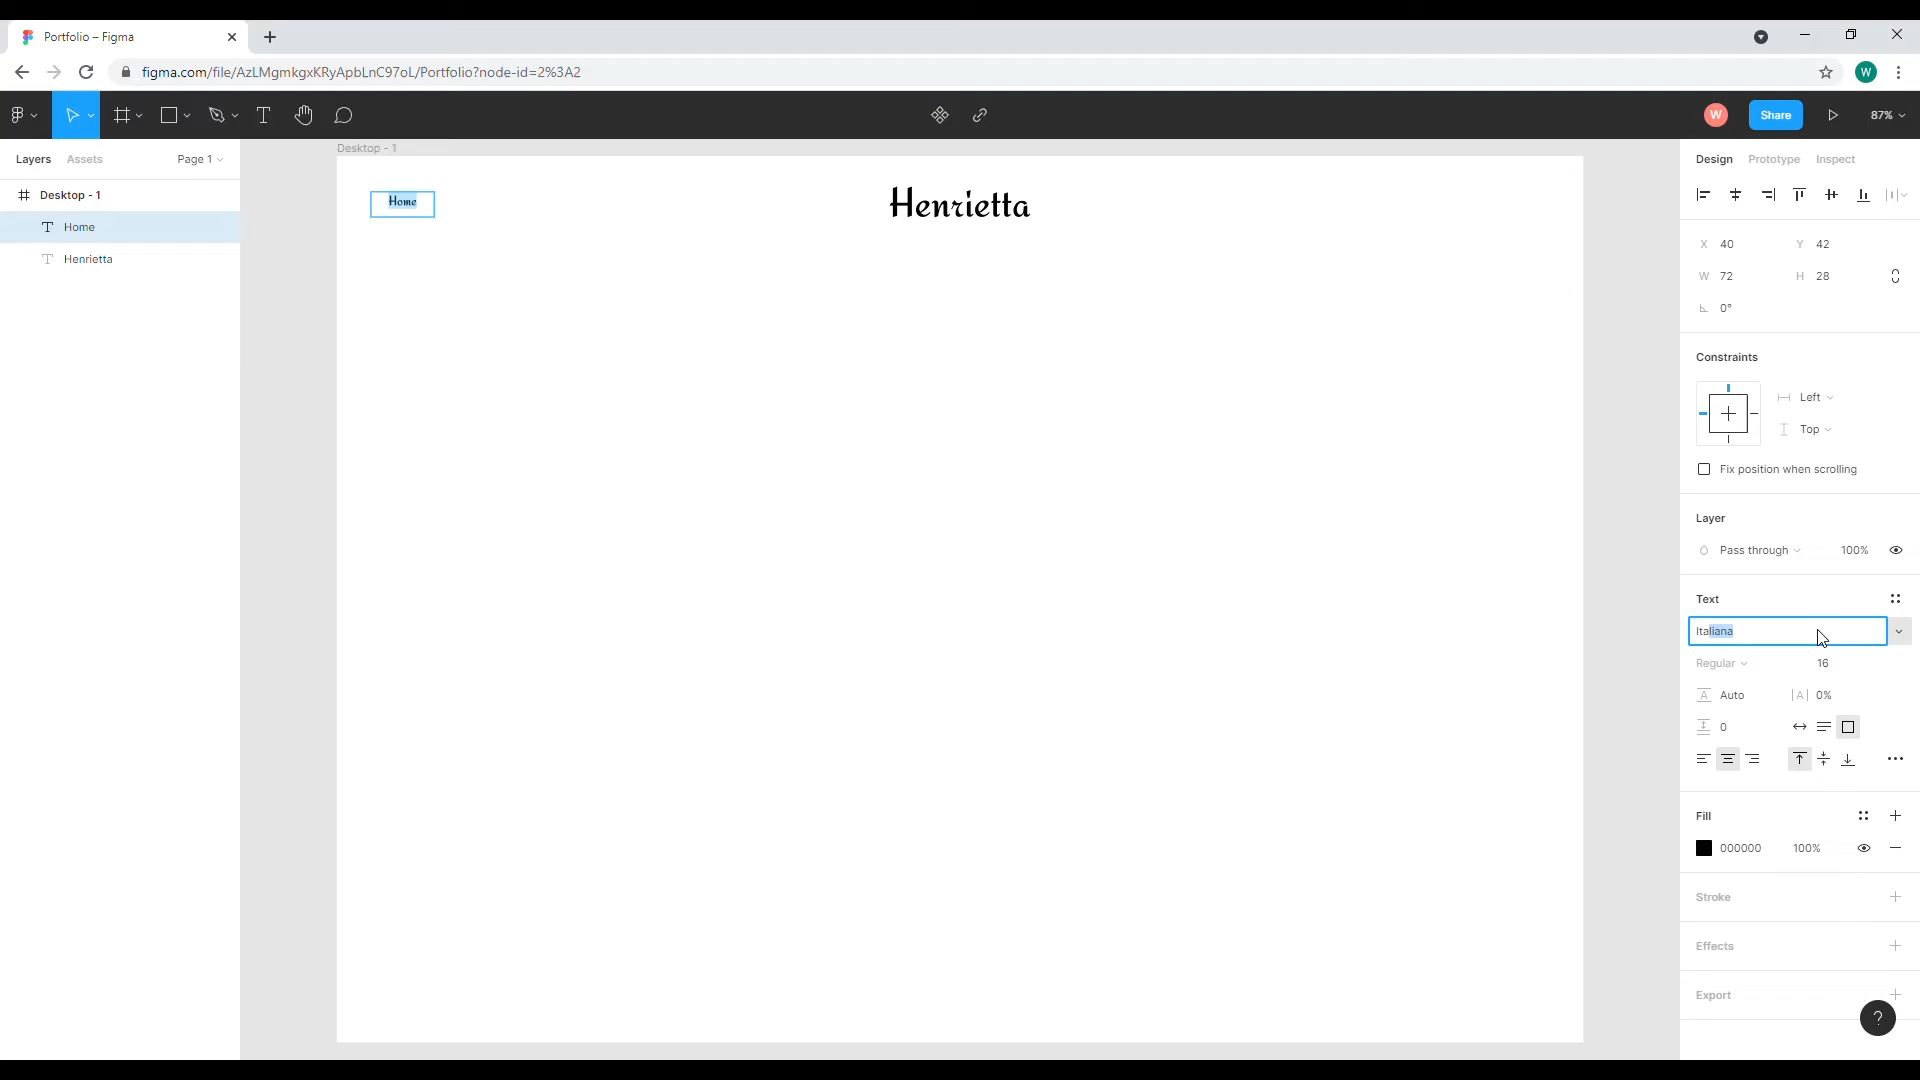 Portfolio – Figma
figma.com/file/AzLMgmkgxKRyApbLnC97oL/Portfolio?node-id=2%3A2
W
W
Share
87%
Layers Assets Page 1
Desktop - 1
Home
Henrietta
Desktop - 1
Home
Henrietta
Design Prototype Inspect
X 40 Y 42
W 72 H 28
0°
Constraints
Left
Top
Fix position when scrolling
Layer
Pass through 100%
Text
Italiana
Regular 16
A Auto |A| 0%
0
Fill
000000 100%
Stroke
Effects
Export
?